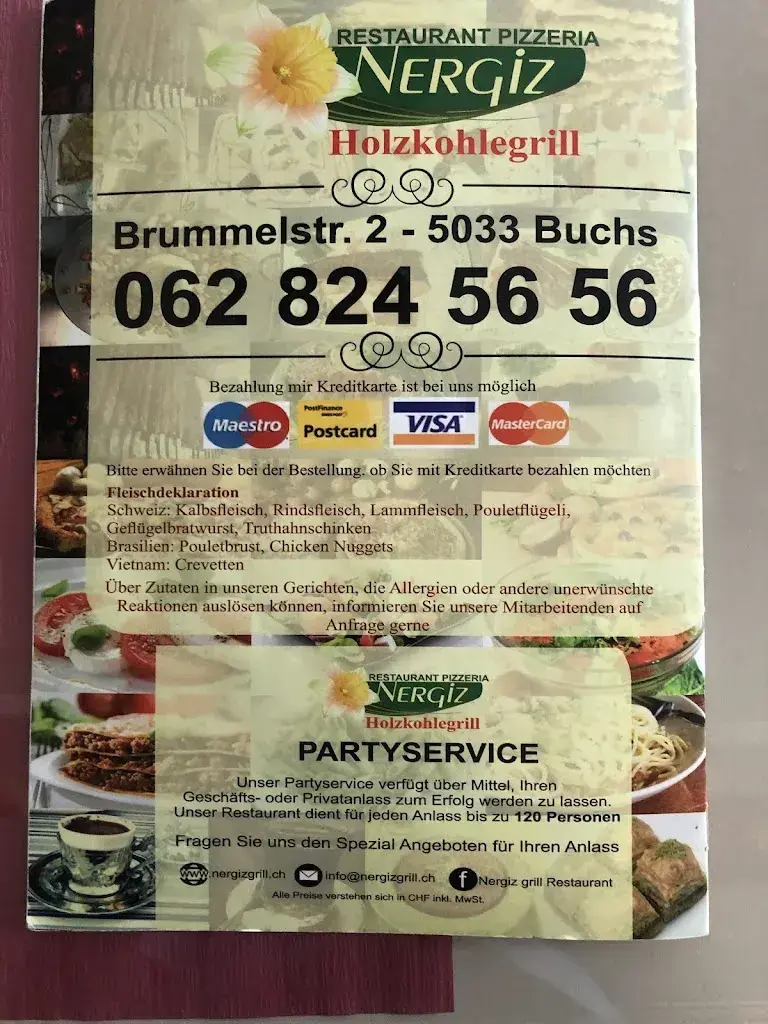 RESTAURANT PIZZERIA
NERGİZ
Holzkohlegrill
Brummelstr. 2 - 5033 Buchs
062 824 56 56
Bezahlung mir Kreditkarte ist bei uns möglich
Maestro
PostFinance
Postcard
VISA
MasterCard
Bitte erwähnen Sie bei der Bestellung. ob Sie mit Kreditkarte bezahlen möchten
Fleischdeklaration
Schweiz: Kalbsfleisch, Rindsfleisch, Lammfleisch, Pouletflügeli,
Geflügelbratwurst, Truthahnschinken
Brasilien: Pouletbrust, Chicken Nuggets
Vietnam: Crevetten
Über Zutaten in unseren Gerichten, die Allergien oder andere unerwünschte
Reaktionen auslösen können, informieren Sie unsere Mitarbeitenden auf
Anfrage gerne
RESTAURANT PIZZERIA
NERGİZ
Holzkohlegrill
PARTYSERVICE
Unser Partyservice verfügt über Mittel, Ihren
Geschäfts- oder Privatanlass zum Erfolg werden zu lassen.
Unser Restaurant dient für jeden Anlass bis zu 120 Personen
Fragen Sie uns den Spezial Angeboten für Ihren Anlass
www.nergizgrill.ch info@nergizgrill.ch f Nergiz grill Restaurant
Alle Preise verstehen sich in CHF inkl. MwSt.